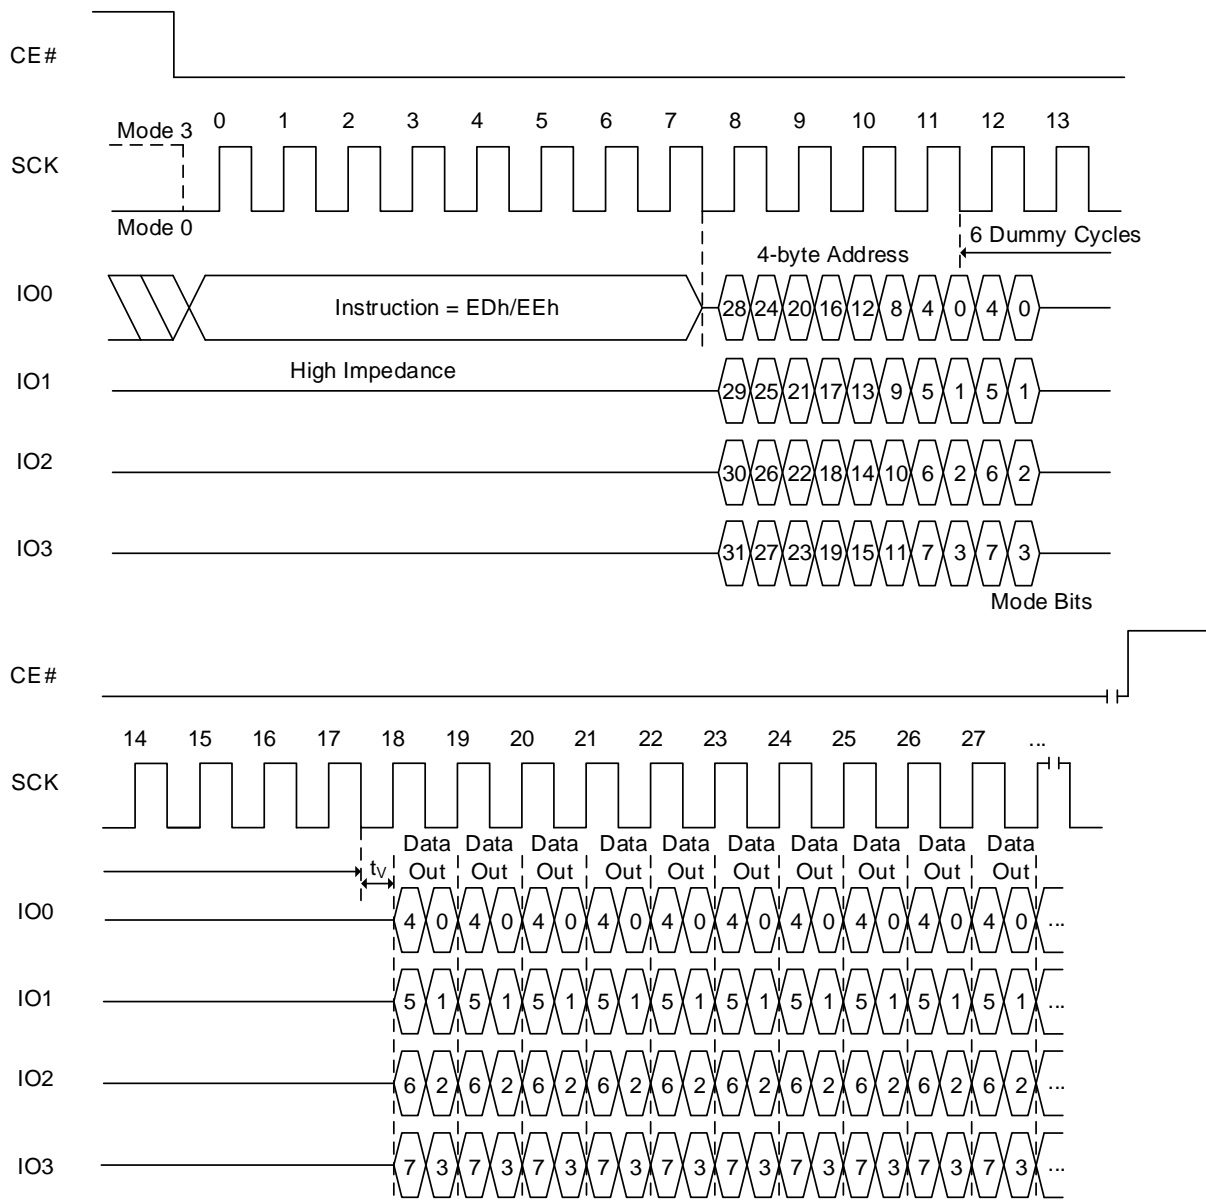 CE#
Mode 3 0 1 2 3 4 5 6 7 8 9 10 11 12 13
SCK
Mode 0
6 Dummy Cycles
4-byte Address
IO0 Instruction = EDh/EEh 28 24 20 16 12 8 4 0 4 0
High Impedance
IO1 29 25 21 17 13 9 5 1 5 1
IO2 30 26 22 18 14 10 6 2 6 2
IO3 31 27 23 19 15 11 7 3 7 3
Mode Bits
CE#
14 15 16 17 18 19 20 21 22 23 24 25 26 27 ...
SCK
Data Data Data Data Data Data Data Data Data Data
tV Out Out Out Out Out Out Out Out Out Out
IO0 4 0 4 0 4 0 4 0 4 0 4 0 4 0 4 0 4 0 4 0 ...
IO1 5 1 5 1 5 1 5 1 5 1 5 1 5 1 5 1 5 1 5 1 ...
IO2 6 2 6 2 6 2 6 2 6 2 6 2 6 2 6 2 6 2 6 2 ...
IO3 7 3 7 3 7 3 7 3 7 3 7 3 7 3 7 3 7 3 7 3 ...